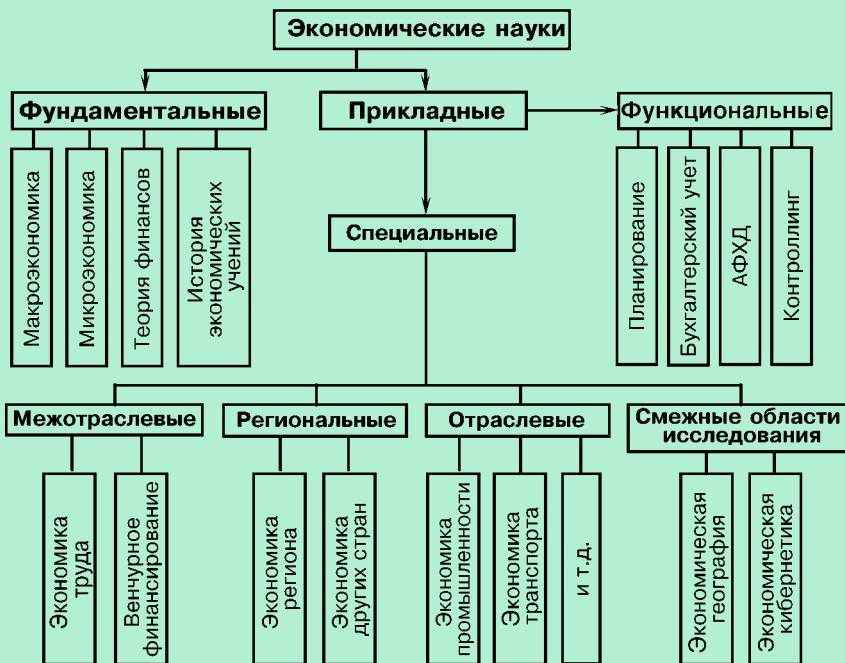 Экономические науки
Фундаментальные
Прикладные
Функциональные
Макроэкономика
Микроэкономика
Теория финансов
История
экономических
учений
Планирование
Бухгалтерский учет
АФХД
Контроллинг
Специальные
Межотраслевые
Региональные
Отраслевые
Смежные области
исследования
Экономика
труда
Венчурное
финансирование
Экономика
региона
Экономика
других стран
Экономика
промышленности
Экономика
транспорта
и т.д.
Экономическая
география
Экономическая
кибернетика